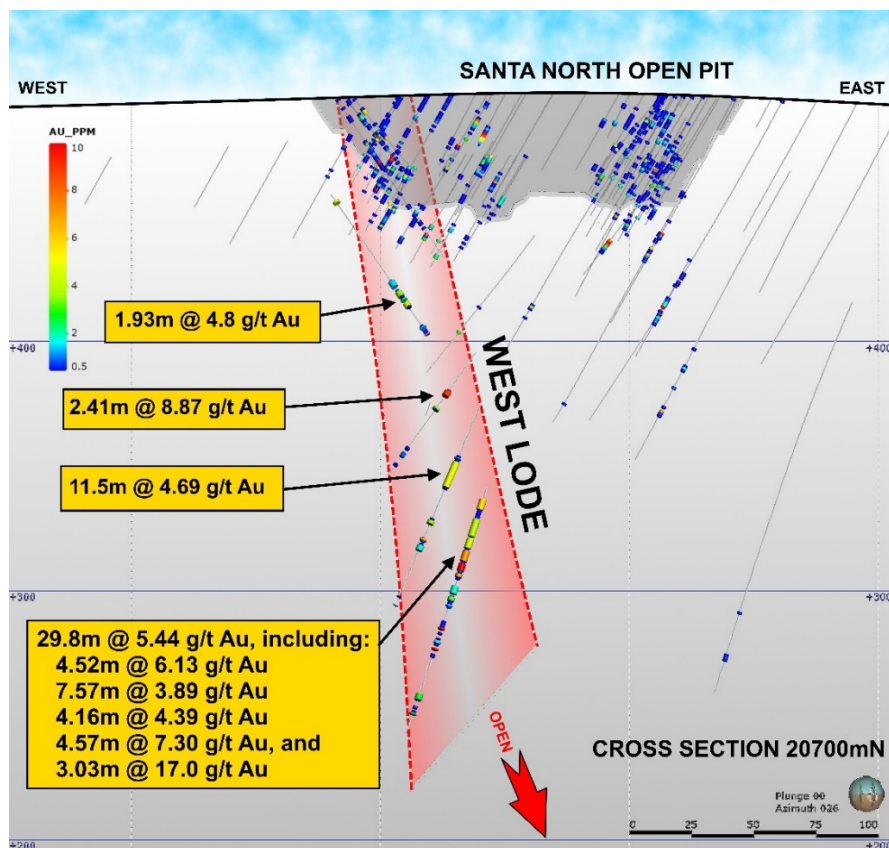 SANTA NORTH OPEN PIT
WEST
EAST
AU_PPM
10
8
6
4
2
0.5
1.93m @ 4.8 g/t Au
+400
+400
2.41m @ 8.87 g/t Au
WEST LODE
11.5m @ 4.69 g/t Au
+300
+300
29.8m @ 5.44 g/t Au, including:
4.52m @ 6.13 g/t Au
7.57m @ 3.89 g/t Au
4.16m @ 4.39 g/t Au
4.57m @ 7.30 g/t Au, and
3.03m @ 17.0 g/t Au
OPEN
CROSS SECTION 20700mN
Plunge 00
Azimuth 026
0 25 50 75 100
+200
+200